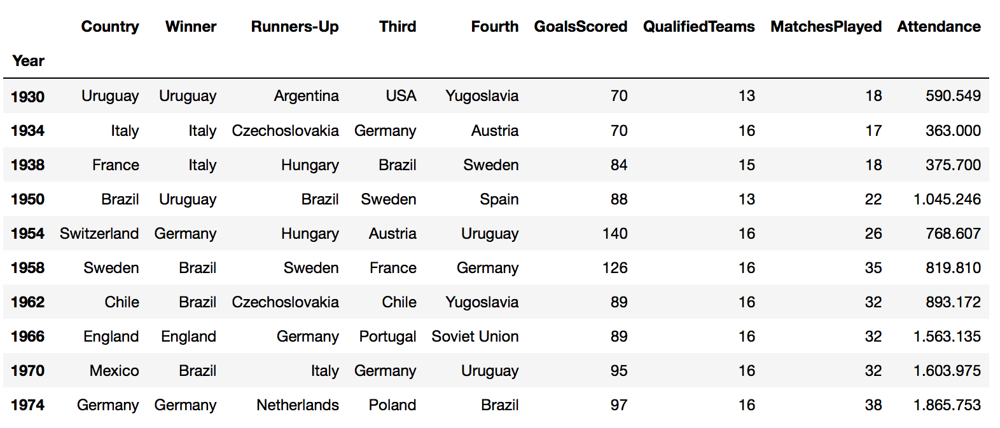 Country Winner Runners-Up Third Fourth GoalsScored QualifiedTeams MatchesPlayed Attendance
Year
1930 Uruguay Uruguay Argentina USA Yugoslavia 70 13 18 590.549
1934 Italy Italy Czechoslovakia Germany Austria 70 16 17 363.000
1938 France Italy Hungary Brazil Sweden 84 15 18 375.700
1950 Brazil Uruguay Brazil Sweden Spain 88 13 22 1.045.246
1954 Switzerland Germany Hungary Austria Uruguay 140 16 26 768.607
1958 Sweden Brazil Sweden France Germany 126 16 35 819.810
1962 Chile Brazil Czechoslovakia Chile Yugoslavia 89 16 32 893.172
1966 England England Germany Portugal Soviet Union 89 16 32 1.563.135
1970 Mexico Brazil Italy Germany Uruguay 95 16 32 1.603.975
1974 Germany Germany Netherlands Poland Brazil 97 16 38 1.865.753